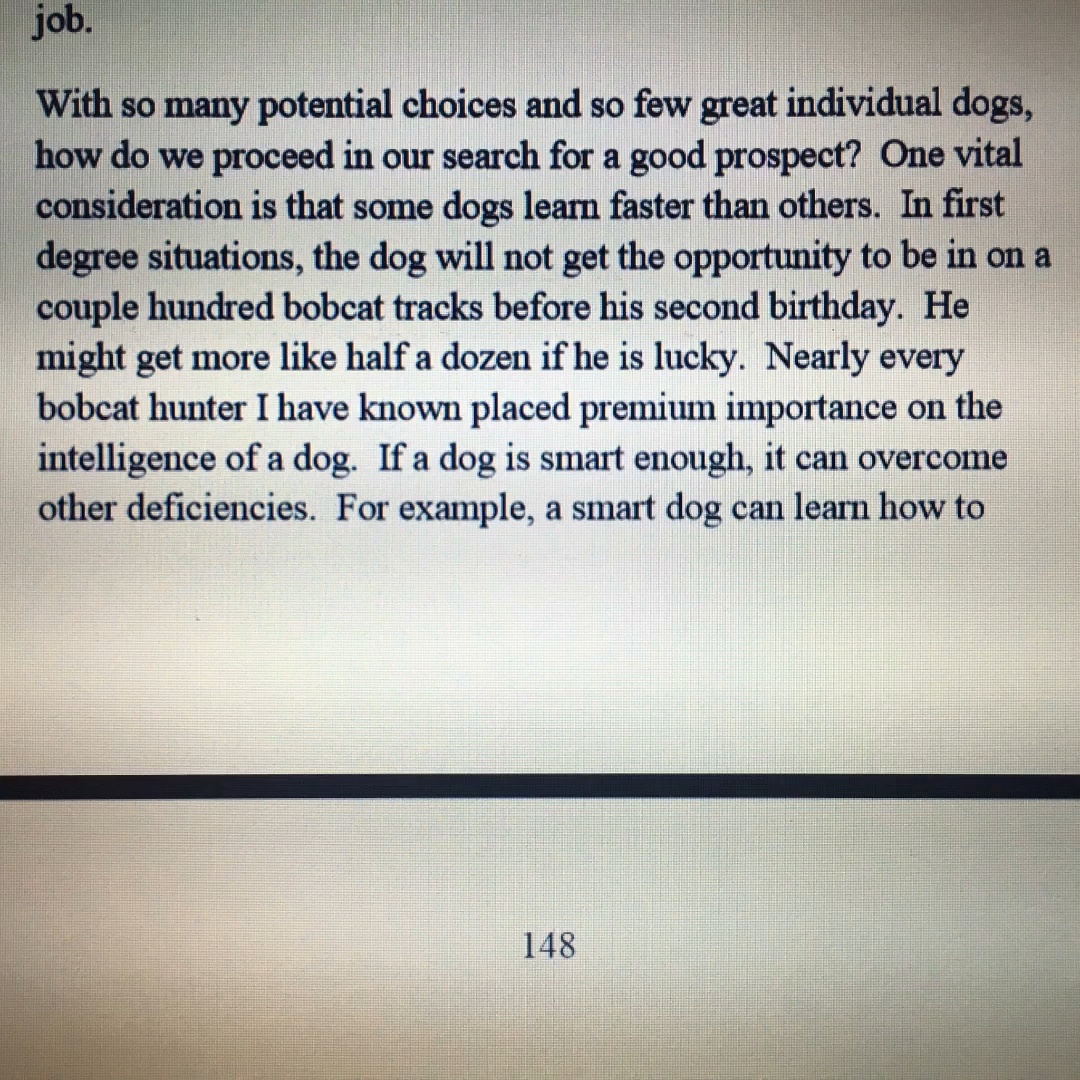 job.
With so many potential choices and so few great individual dogs,
how do we proceed in our search for a good prospect?  One vital
consideration is that some dogs learn faster than others.  In first
degree situations, the dog will not get the opportunity to be in on a
couple hundred bobcat tracks before his second birthday.  He
might get more like half a dozen if he is lucky.  Nearly every
bobcat hunter I have known placed premium importance on the
intelligence of a dog.  If a dog is smart enough, it can overcome
other deficiencies.  For example, a smart dog can learn how to
148